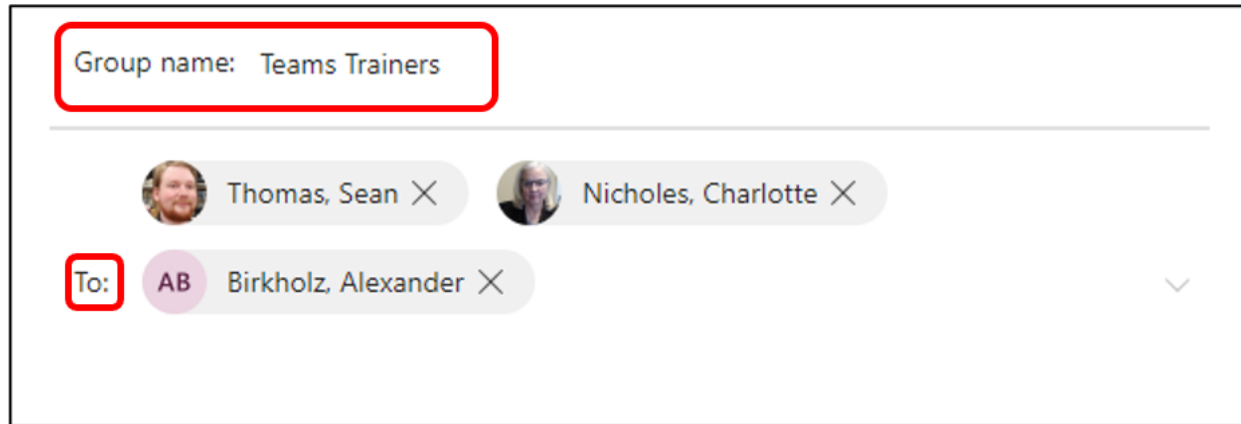 Group name: Teams Trainers
Thomas, Sean Nicholes, Charlotte
To: AB Birkholz, Alexander